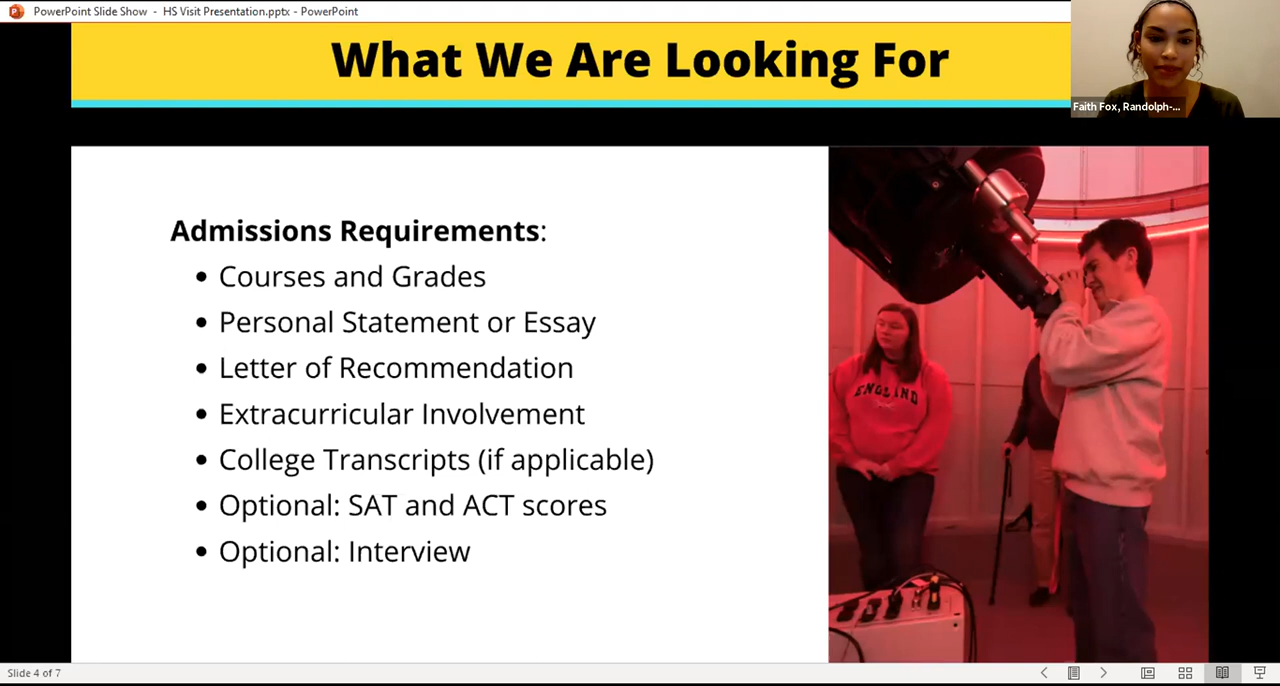 PowerPoint Slide Show - HS Visit Presentation.pptx - PowerPoint
What We Are Looking For
Faith Fox, Randolph-...
Admissions Requirements:
• Courses and Grades
• Personal Statement or Essay
• Letter of Recommendation
• Extracurricular Involvement
• College Transcripts (if applicable)
• Optional: SAT and ACT scores
• Optional: Interview
ENGLAND
Slide 4 of 7